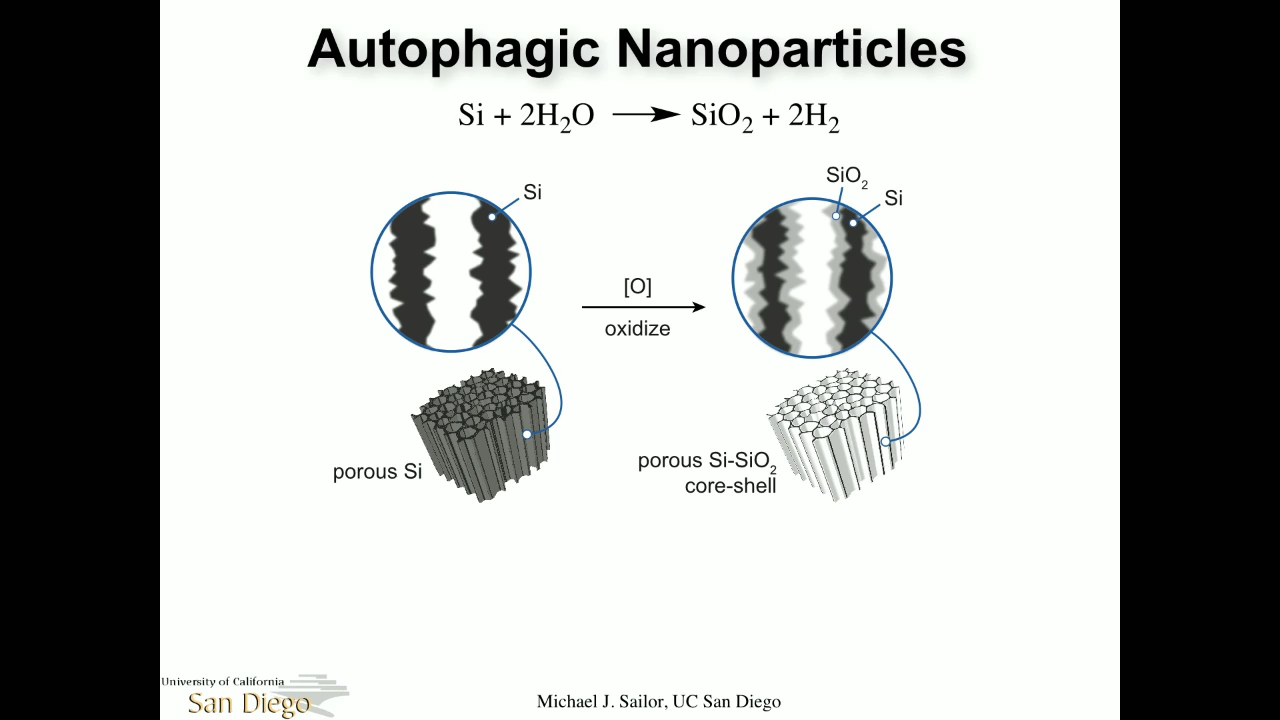 Autophagic Nanoparticles
Si + 2H₂O ⟶ SiO₂ + 2H₂
Si
SiO₂
Si
[O]
oxidize
porous Si
porous Si-SiO₂
core-shell
University of California
San Diego
Michael J. Sailor, UC San Diego